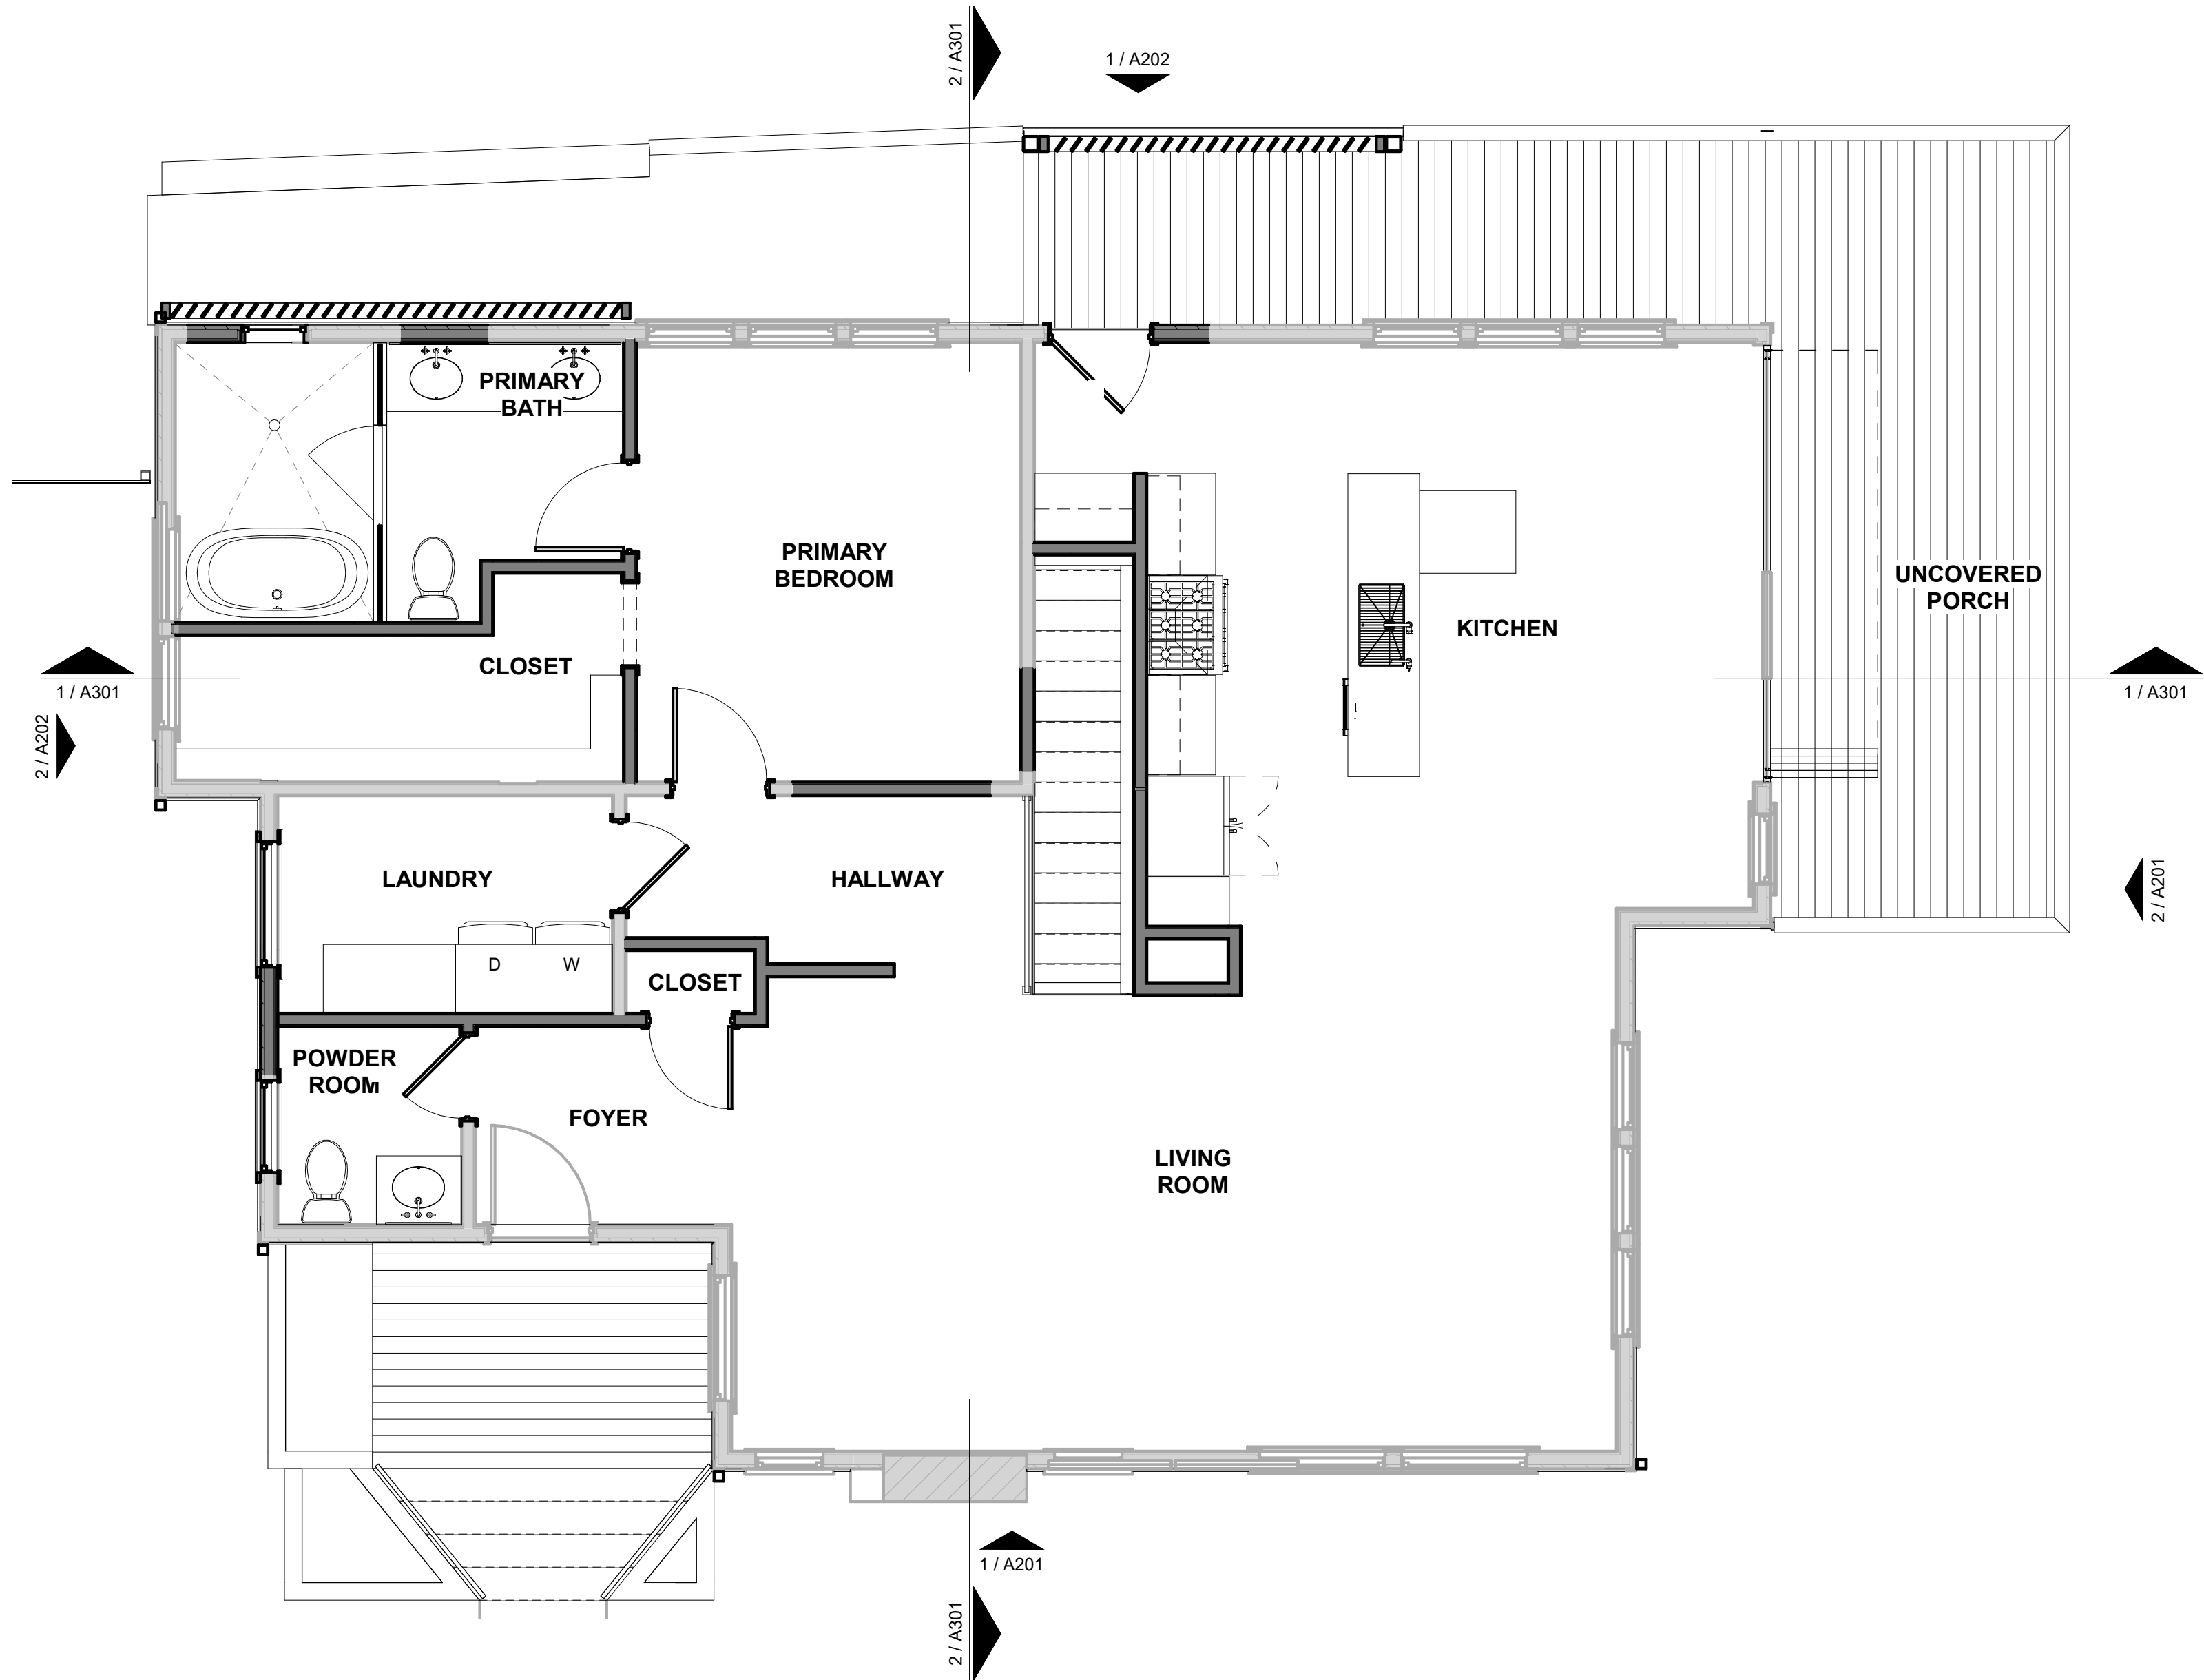 2 / A301
1 / A202
PRIMARY
BATH
PRIMARY
BEDROOM
UNCOVERED
PORCH
KITCHEN
CLOSET
1 / A301
1 / A301
2 / A202
LAUNDRY
HALLWAY
2 / A201
D
W
CLOSET
POWDER
ROOM
FOYER
LIVING
ROOM
1 / A201
2 / A301